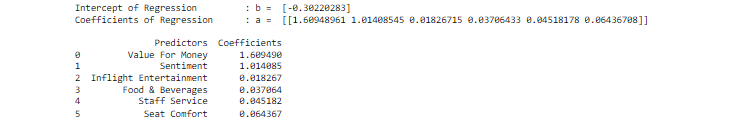 Intercept of Regression : b = [-0.30220283]
Coefficients of Regression : a = [[1.60948961 1.01408545 0.01826715 0.03706433 0.04518178 0.06436708]]
Predictors Coefficients
0 Value For Money 1.609490
1 Sentiment 1.014085
2 Inflight Entertainment 0.018267
3 Food & Beverages 0.037064
4 Staff Service 0.045182
5 Seat Comfort 0.064367